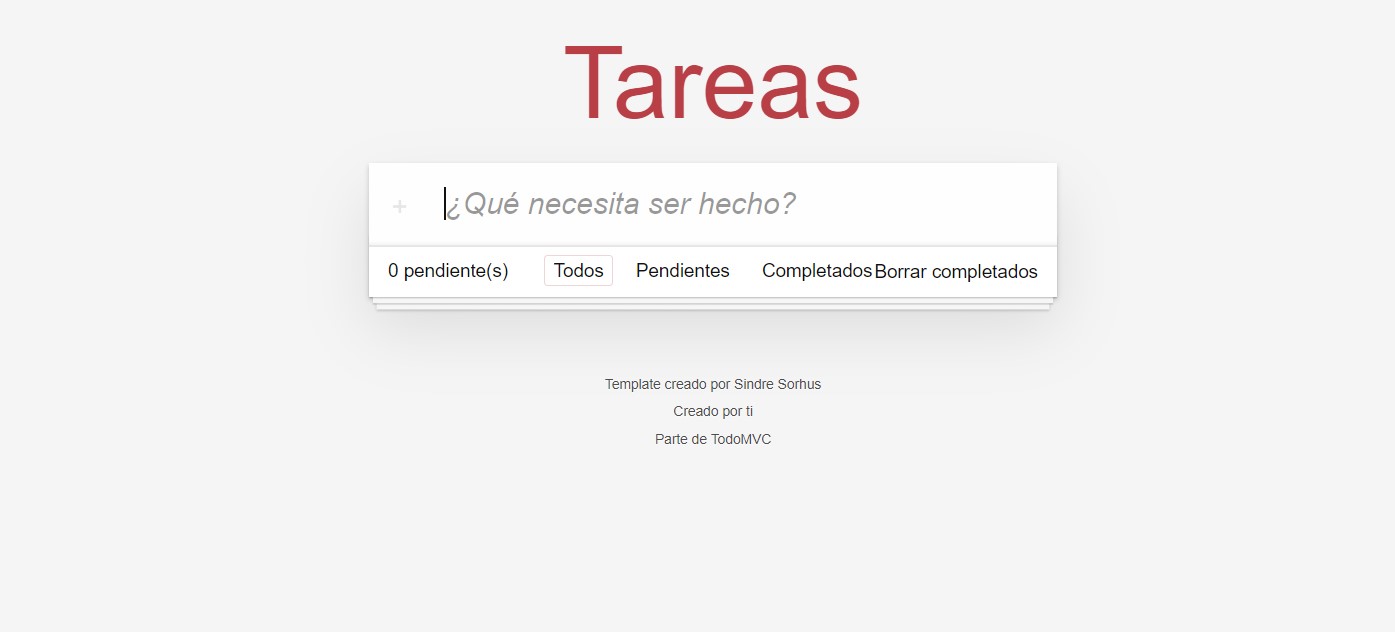 Tareas
+ ¿Qué necesita ser hecho?
0 pendiente(s) Todos Pendientes Completados Borrar completados
Template creado por Sindre Sorhus
Creado por ti
Parte de TodoMVC